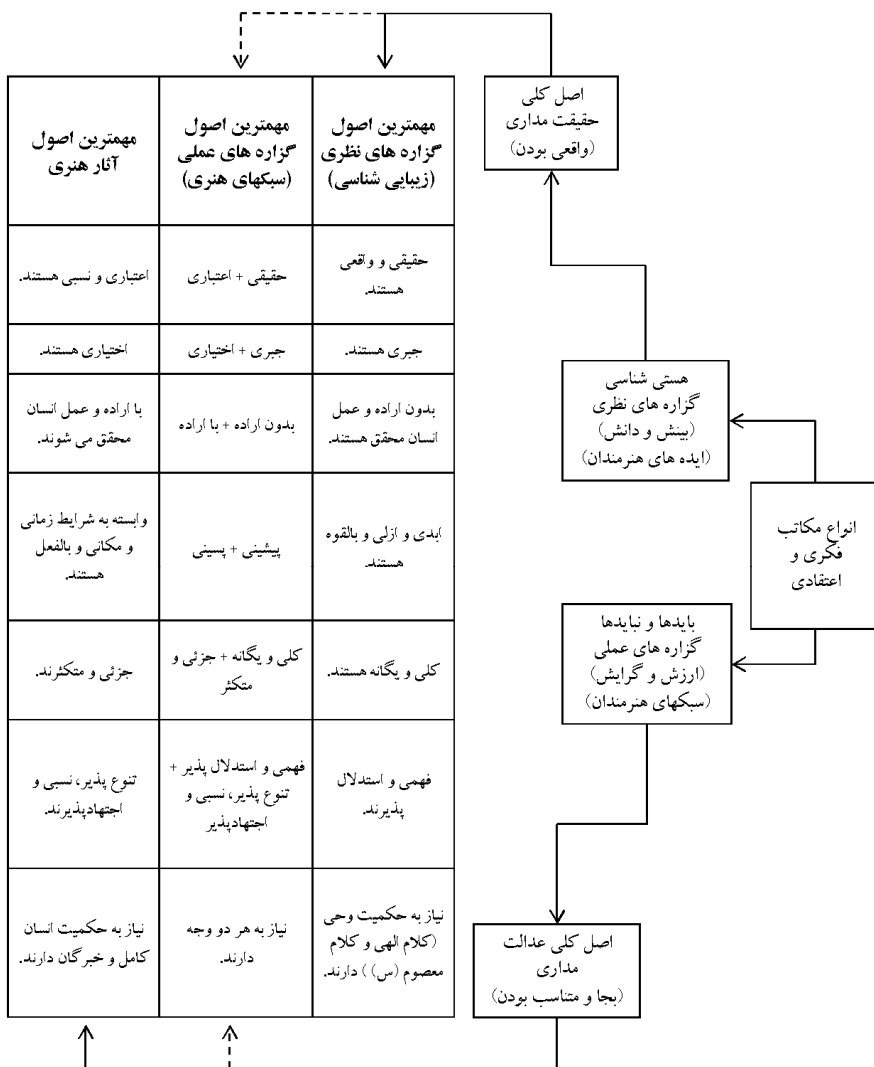 اصل کلی
حقیقت مداری
(واقعی بودن)
هستی شناسی
گزاره های نظری
(بینش و دانش)
(ایده های هنرمندان)
انواع مکاتب
فکری و
اعتقادی
بایدها و نبایدها
گزاره های عملی
(ارزش و گرایش)
(سبکهای هنرمندان)
اصل کلی عدالت
مداری
(بجا و متناسب بودن)
مهمترین اصول
گزاره های نظری
(زیبایی شناسی)
مهمترین اصول
گزاره های عملی
(سبکهای هنری)
مهمترین اصول
آثار هنری
حقیقی و واقعی
هستند.
حقیقی + اعتباری
اعتباری و نسبی هستند.
جبری هستند.
جبری + اختیاری
اختیاری هستند.
بدون اراده و عمل
انسان محقق هستند.
بدون اراده + با اراده
با اراده و عمل انسان
محقق می شوند.
ابدی و ازلی و بالقوه
هستند.
پیشینی + پسینی
وابسته به شرایط زمانی
و مکانی و بالفعل
هستند.
کلی و یگانه هستند.
کلی و یگانه + جزئی و
متکثر
جزئی و متکثرند.
فهمی و استدلال
پذیرند.
فهمی و استدلال پذیر +
تنوع پذیر، نسبی و
اجتهادپذیر
تنوع پذیر، نسبی و
اجتهادپذیرند.
نیاز به حکمیت وحی
(کلام الهی و کلام
معصوم (س) ) دارند.
نیاز به هر دو وجه
دارند.
نیاز به حکمیت انسان
کامل و خبرگان دارند.